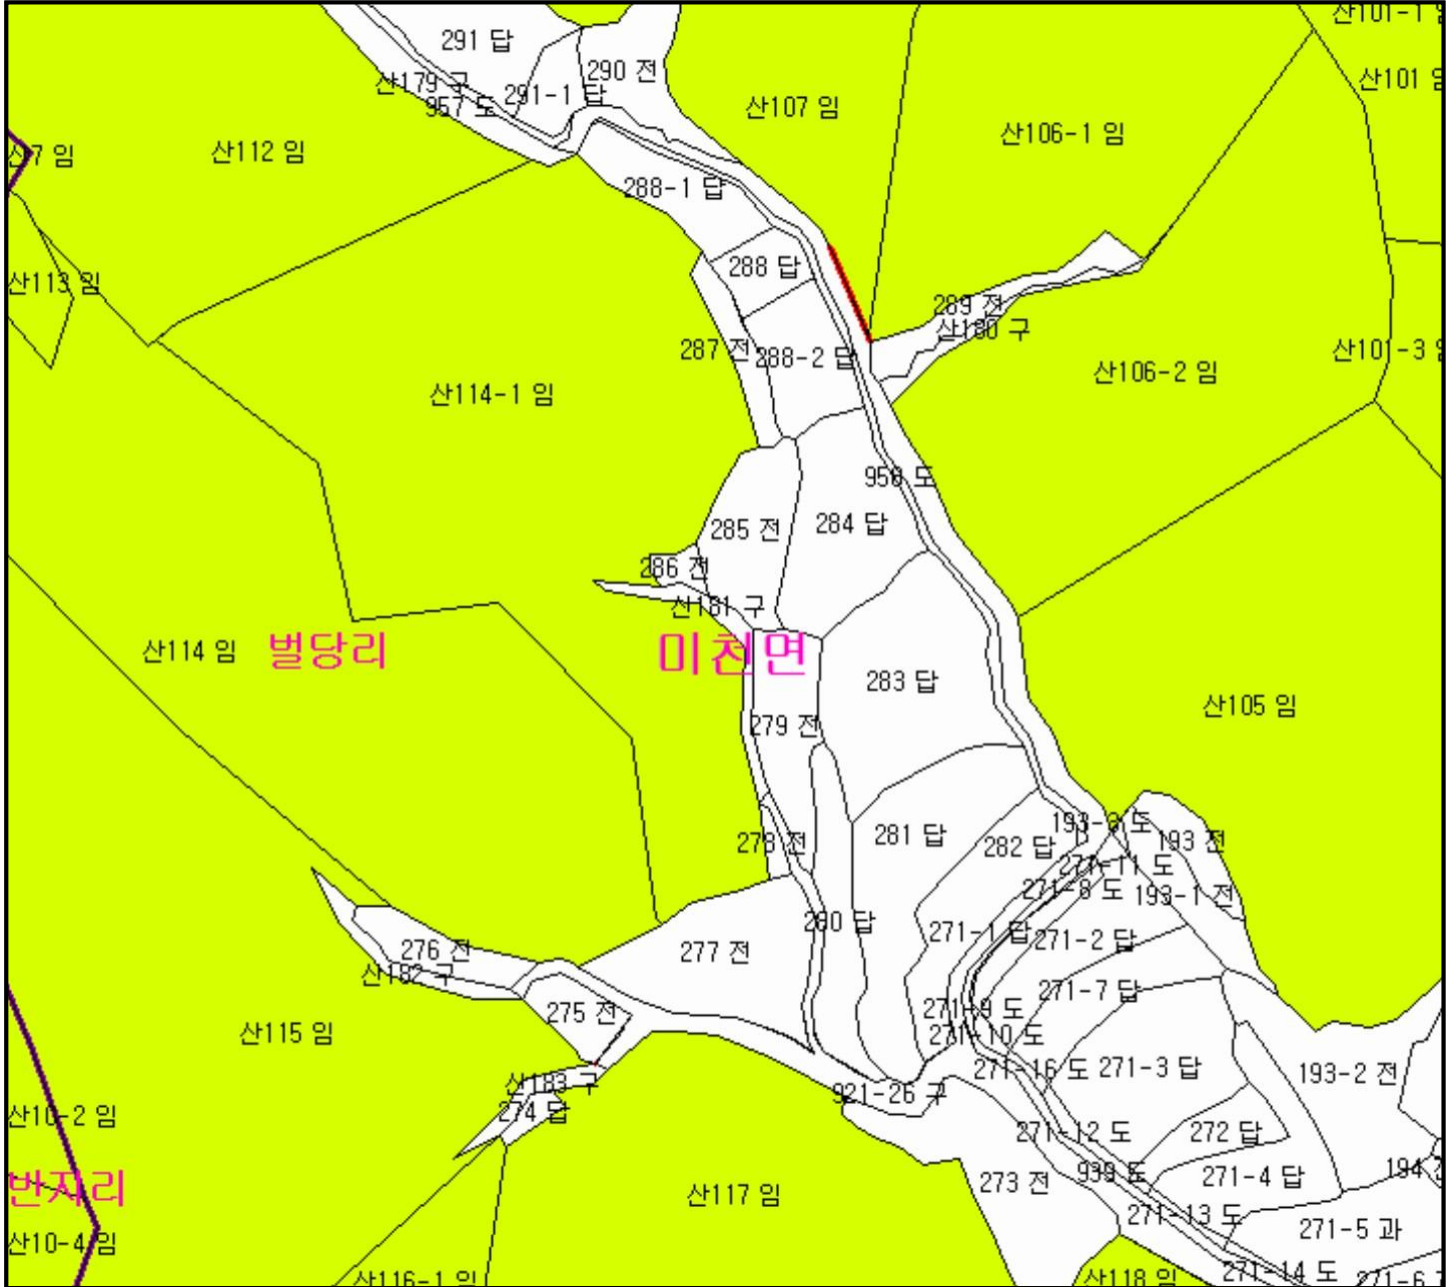 산101-1
291 답
290 전
산179 구
291-1 답
957 도
산107 임
산101 임
산106-1 임
산7 임
산112 임
288-1 답
288 답
산113 임
289 전
산180 구
287 전
288-2 답
산101-3 임
산106-2 임
산114-1 임
958 도
285 전
284 답
286 전
산181 구
산114 임
벌당리
미천면
283 답
산105 임
279 전
193-3 도
281 답
282 답
193 전
278 전
271-11 도
271-8 도
193-1 전
280 답
271-1 답
271-2 답
276 전
277 전
산182 구
271-7 답
275 전
271-9 도
산115 임
271-10 도
271-16 도
271-3 답
193-2 전
산183 구
921-26 구
274 답
산10-2 임
271-12 도
272 답
939 도
271-4 답
194
반지리
산117 임
273 전
271-13 도
271-5 과
산10-4 임
산116-1 임
산118 임
271-14 도
271-6